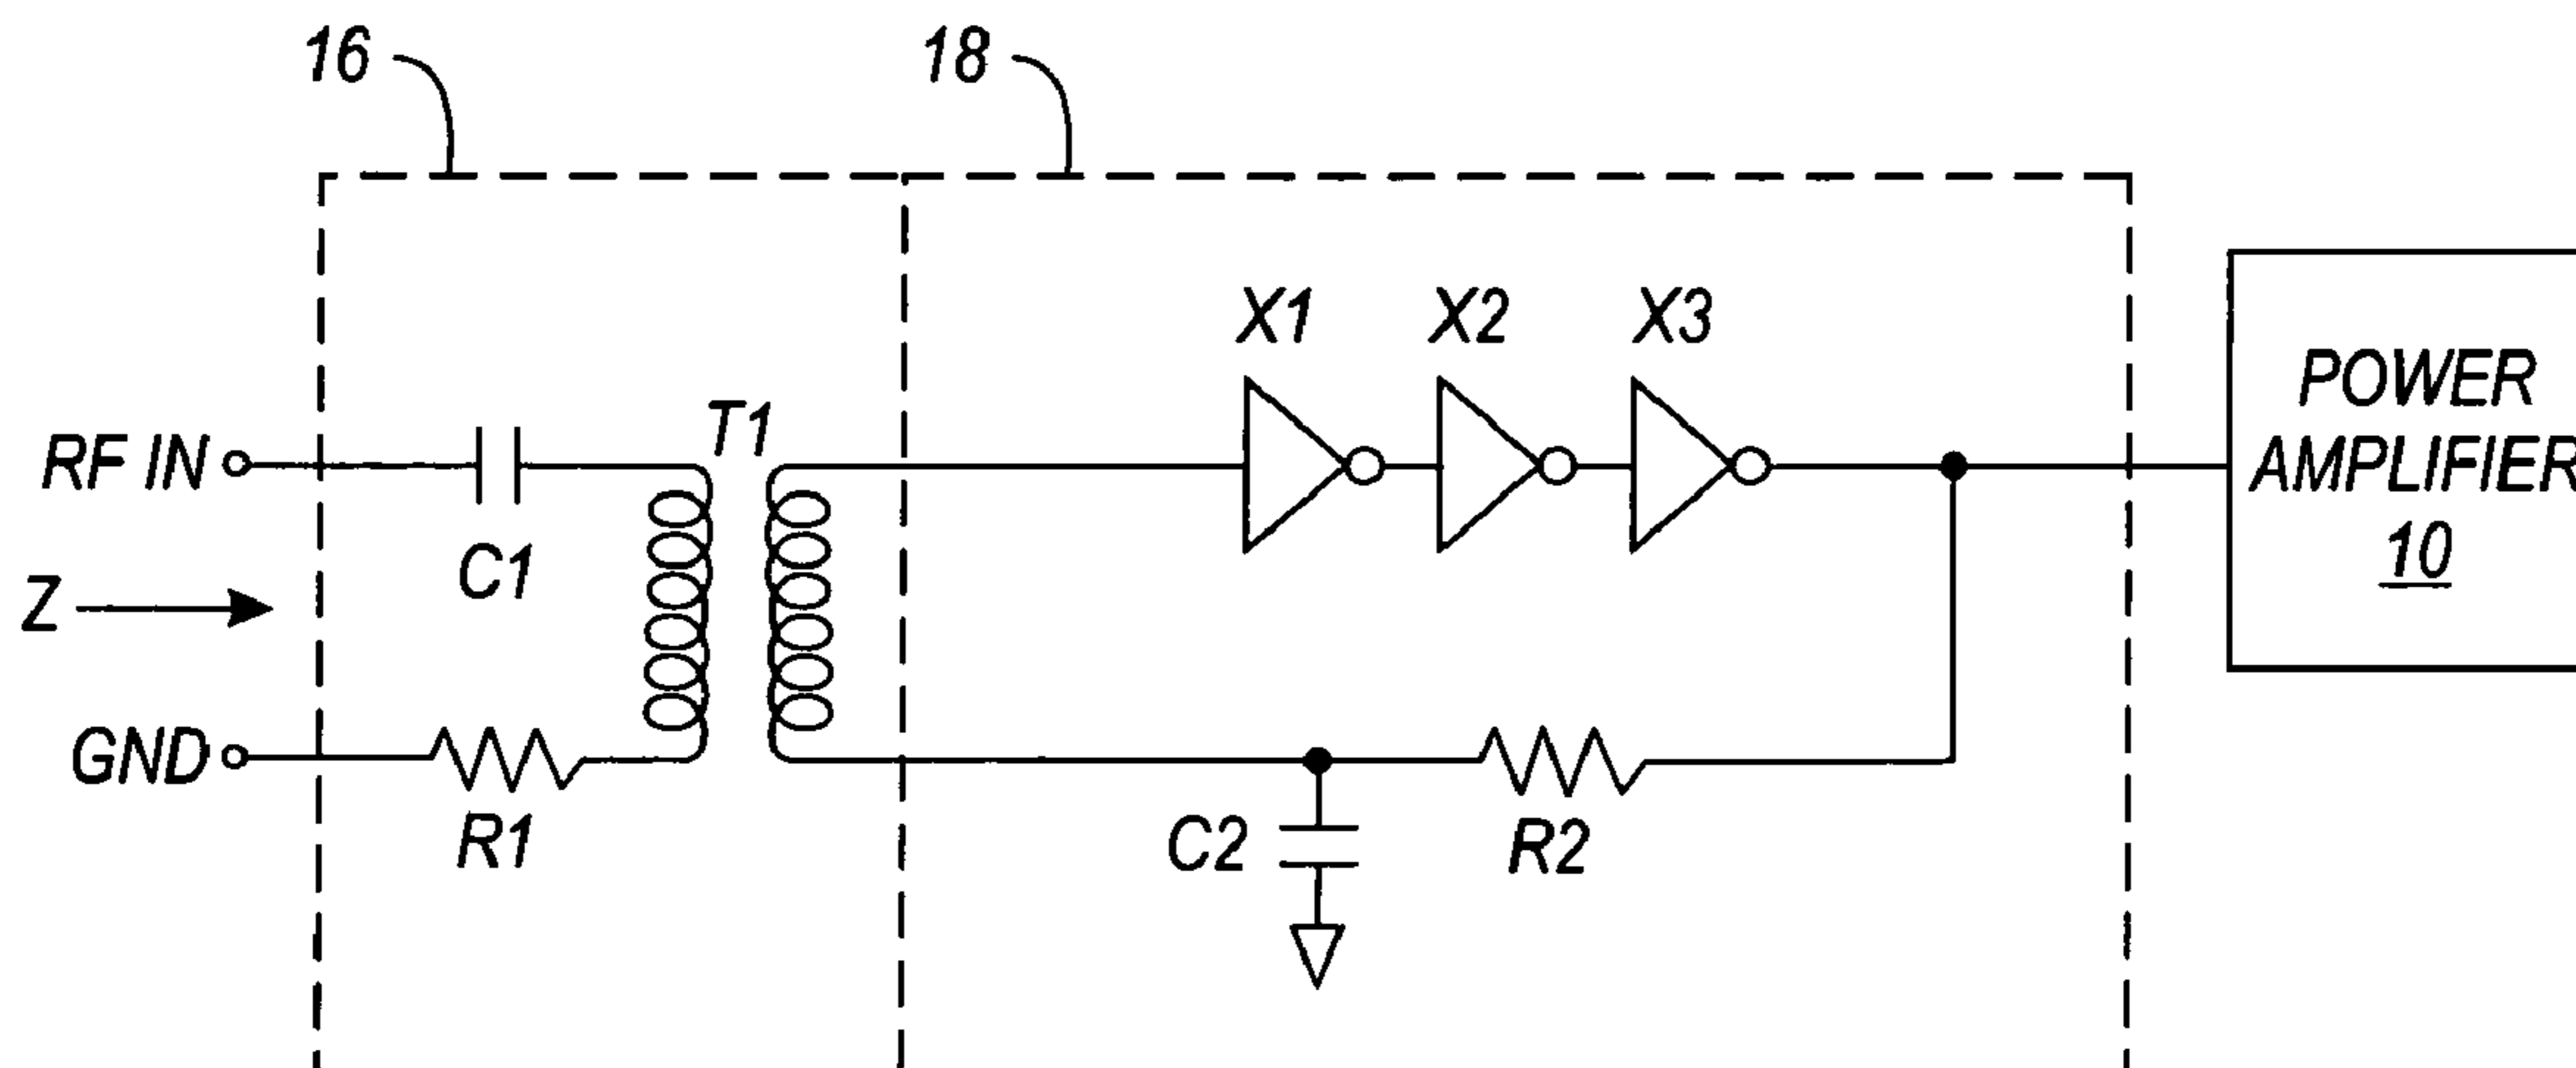 16
18
X1
X2
X3
T1
RF IN
C1
Z
GND
R1
C2
R2
POWER
AMPLIFIER
10